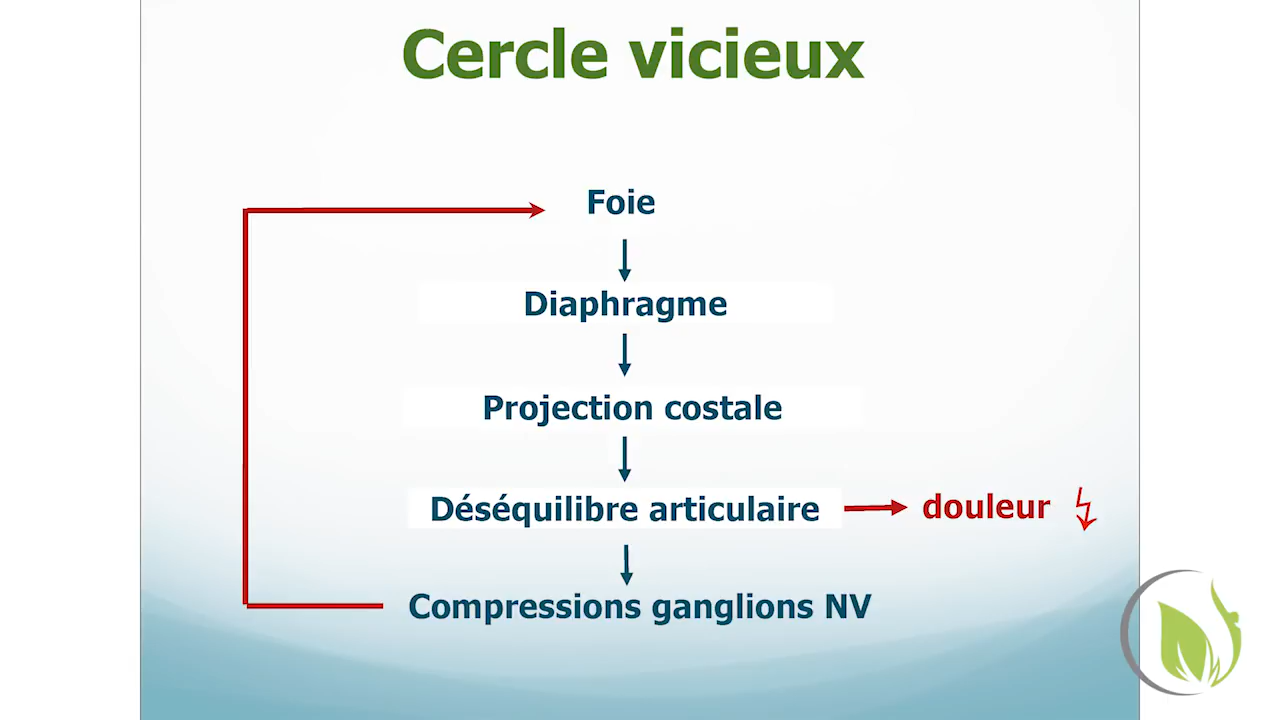 Cercle vicieux
Foie
Diaphragme
Projection costale
Déséquilibre articulaire
douleur
Compressions ganglions NV